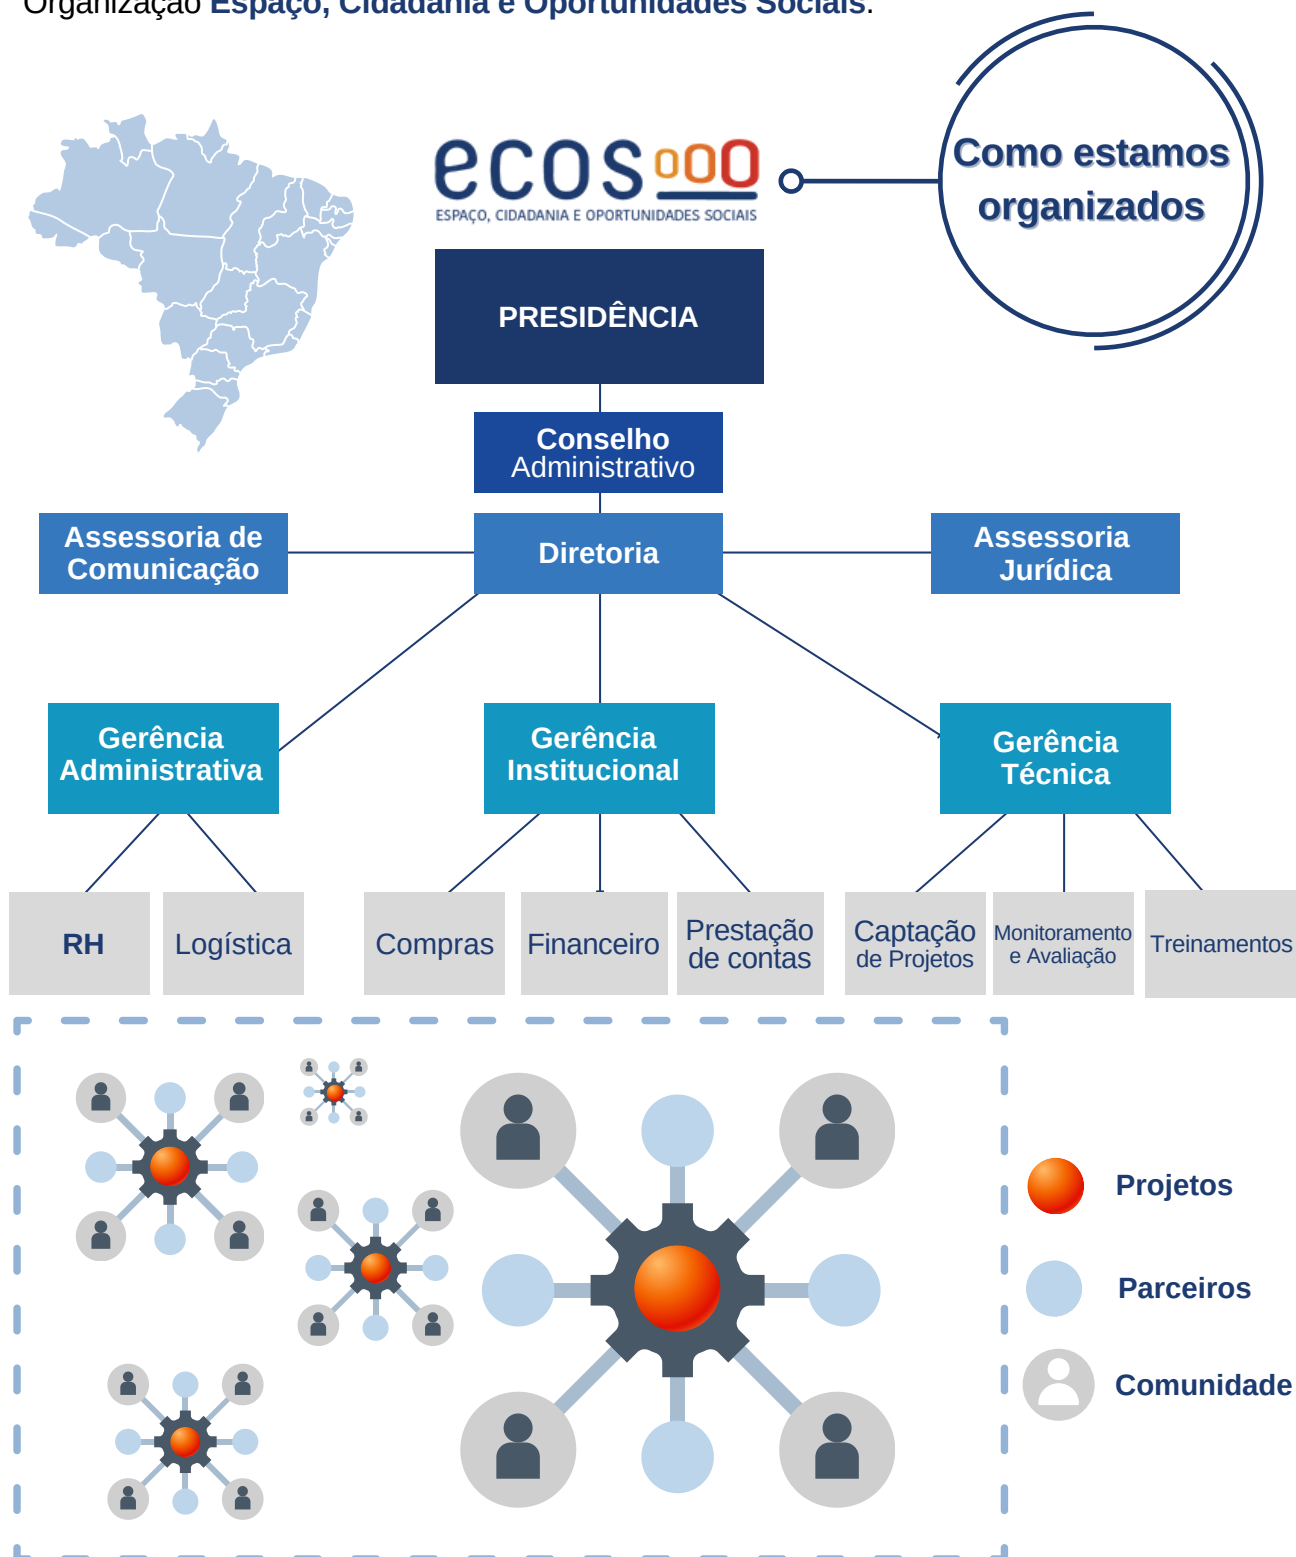 Organização Espaço, Cidadania e Oportunidades Sociais.
Como estamos
organizados
ecos
ESPAÇO, CIDADANIA E OPORTUNIDADES SOCIAIS
PRESIDÊNCIA
Conselho
Administrativo
Assessoria de
Comunicação
Diretoria
Assessoria
Jurídica
Gerência
Administrativa
Gerência
Institucional
Gerência
Técnica
RH
Logística
Compras
Financeiro
Prestação
de contas
Captação
de Projetos
Monitoramento
e Avaliação
Treinamentos
Projetos
Parceiros
Comunidade